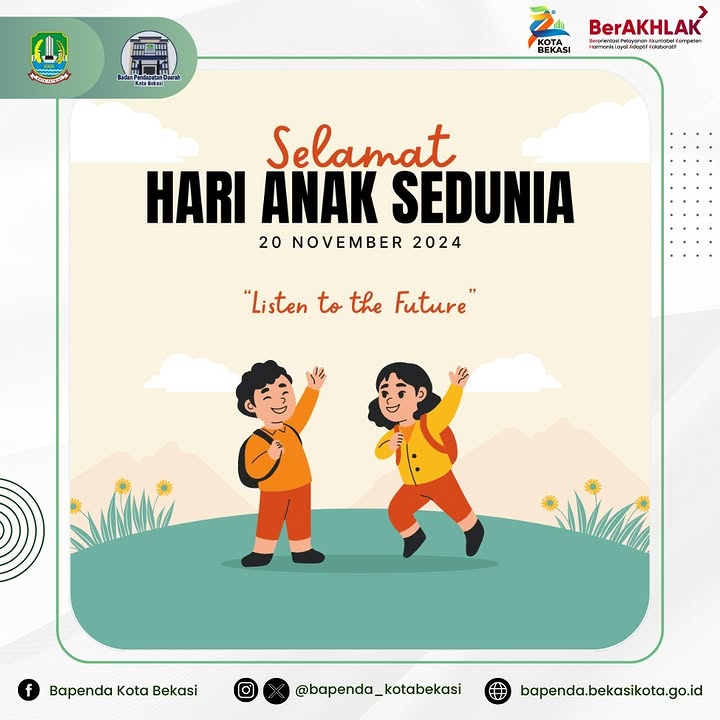 Badan Pendapatan Daerah
Kota Bekasi
KOTA
BEKASI
BerAKHLAK
Berorientasi Pelayanan Akuntabel Kompeten
Harmonis Loyal Adaptif Kolaboratif
Selamat
HARI ANAK SEDUNIA
20 NOVEMBER 2024
"Listen to the Future"
Bapenda Kota Bekasi
@bapenda_kotabekasi
bapenda.bekasikota.go.id